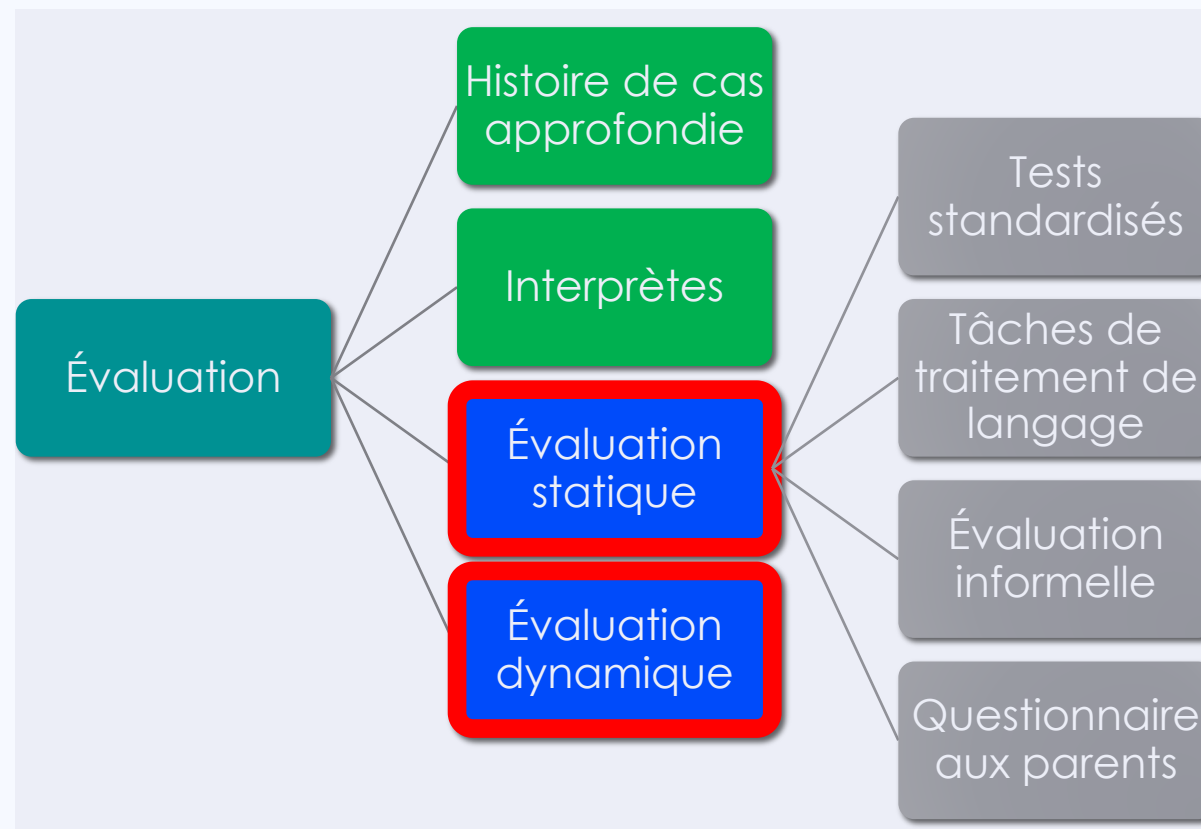 Évaluation
Histoire de cas
approfondie
Interprètes
Évaluation
statique
Évaluation
dynamique
Tests
standardisés
Tâches de
traitement de
langage
Évaluation
informelle
Questionnaire
aux parents